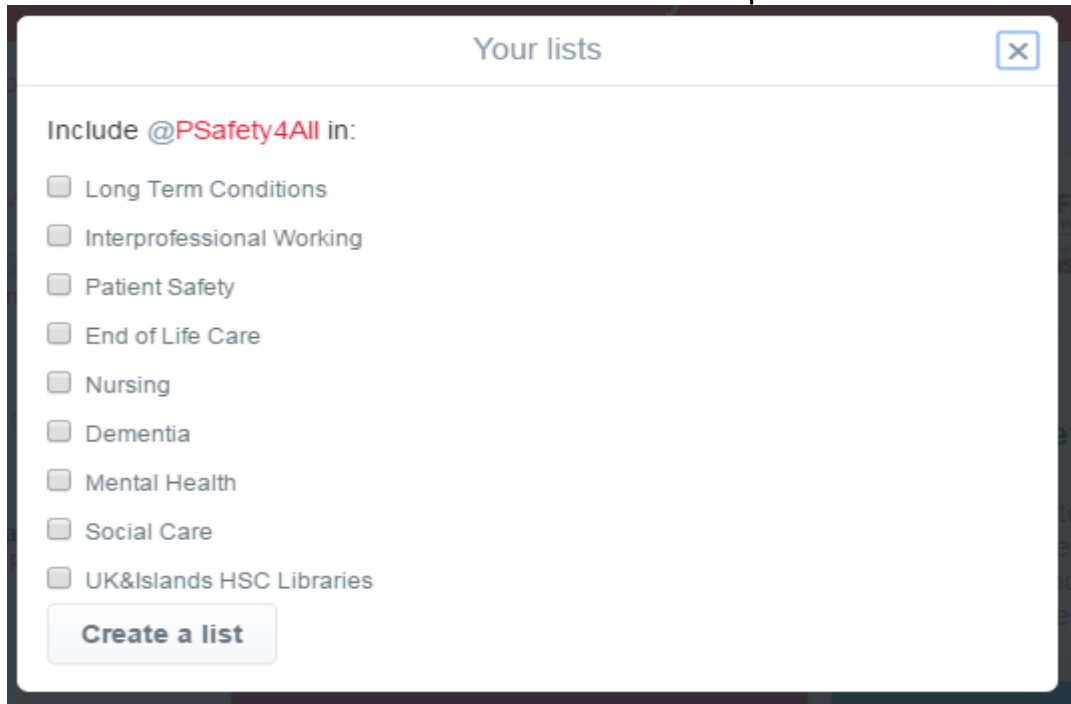 Your lists
Include @PSafety4All in:
Long Term Conditions
Interprofessional Working
Patient Safety
End of Life Care
Nursing
Dementia
Mental Health
Social Care
UK&Islands HSC Libraries
Create a list